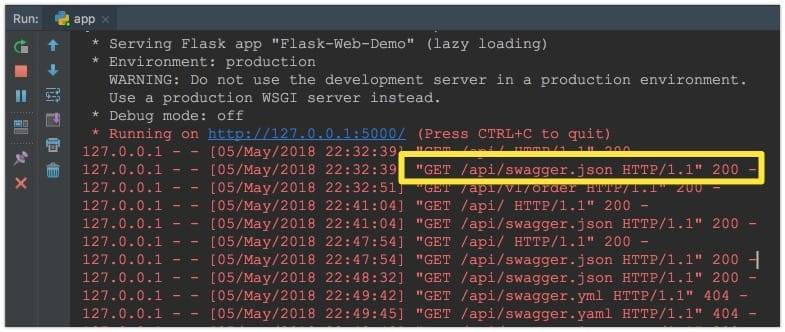 Run: app ×
* Serving Flask app "Flask-Web-Demo" (lazy loading)
* Environment: production
WARNING: Do not use the development server in a production environment.
Use a production WSGI server instead.
* Debug mode: off
* Running on http://127.0.0.1:5000/ (Press CTRL+C to quit)
127.0.0.1 - - [05/May/2018 22:32:39] "GET /api/ HTTP/1.1" 200 -
127.0.0.1 - - [05/May/2018 22:32:39] "GET /api/swagger.json HTTP/1.1" 200 -
127.0.0.1 - - [05/May/2018 22:32:51] "GET /api/v1/order HTTP/1.1" 200 -
127.0.0.1 - - [05/May/2018 22:41:04] "GET /api/ HTTP/1.1" 200 -
127.0.0.1 - - [05/May/2018 22:41:04] "GET /api/swagger.json HTTP/1.1" 200 -
127.0.0.1 - - [05/May/2018 22:47:54] "GET /api/ HTTP/1.1" 200 -
127.0.0.1 - - [05/May/2018 22:47:54] "GET /api/swagger.json HTTP/1.1" 200 -
127.0.0.1 - - [05/May/2018 22:48:32] "GET /api/swagger.json HTTP/1.1" 200 -
127.0.0.1 - - [05/May/2018 22:49:42] "GET /api/swagger.yml HTTP/1.1" 404 -
127.0.0.1 - - [05/May/2018 22:49:45] "GET /api/swagger.yaml HTTP/1.1" 404 -